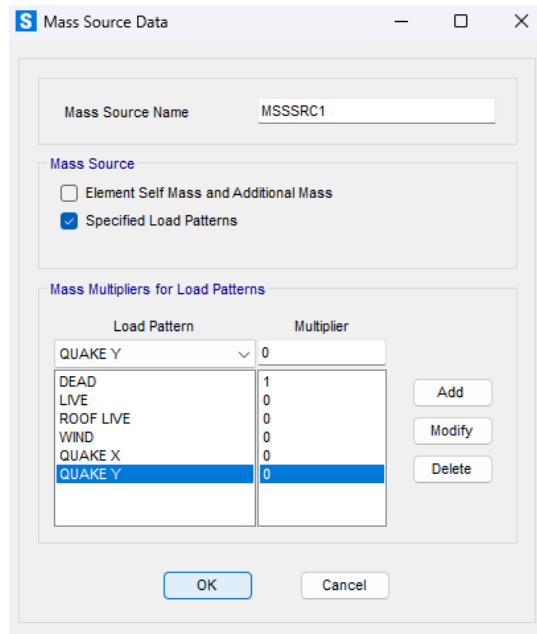 S Mass Source Data
Mass Source Name MSSSRC1
Mass Source
Element Self Mass and Additional Mass
Specified Load Patterns
Mass Multipliers for Load Patterns
Load Pattern Multiplier
QUAKE Y 0
DEAD 1
LIVE 0
ROOF LIVE 0
WIND 0
QUAKE X 0
QUAKE Y 0
Add
Modify
Delete
OK Cancel